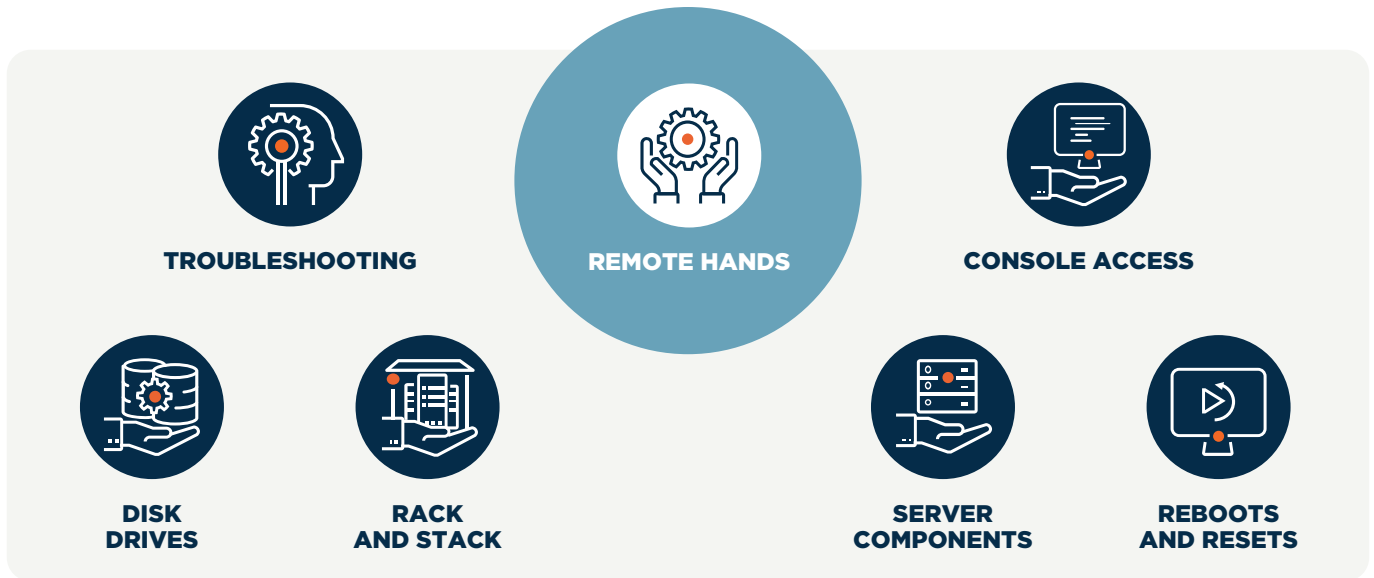 TROUBLESHOOTING
REMOTE HANDS
CONSOLE ACCESS
DISK
DRIVES
RACK
AND STACK
SERVER
COMPONENTS
REBOOTS
AND RESETS